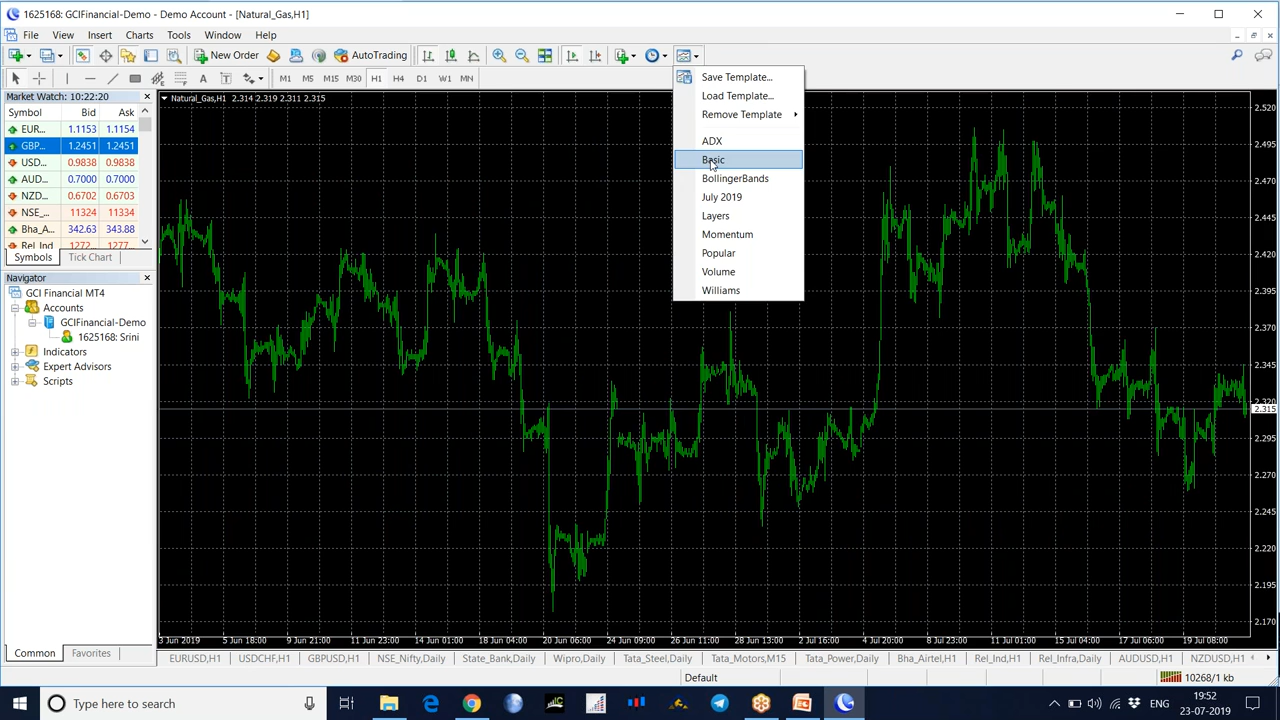 1625168: GCIFinancial-Demo - Demo Account - [Natural_Gas,H1]
File View Insert Charts Tools Window Help
New Order AutoTrading
M1 M5 M15 M30 H1 H4 D1 W1 MN
Market Watch: 10:22:20
Symbol Bid Ask
EUR... 1.1153 1.1154
GBP... 1.2451 1.2451
USD... 0.9838 0.9838
AUD... 0.7000 0.7000
NZD... 0.6702 0.6703
NSE_... 11324 11334
Bha_A... 342.63 343.88
Rel_Ind 1272... 1277...
Symbols Tick Chart
Navigator
GCI Financial MT4
Accounts
GCIFinancial-Demo
1625168: Srini
Indicators
Expert Advisors
Scripts
Common Favorites
Natural_Gas,H1 2.314 2.319 2.311 2.315
Save Template...
Load Template...
Remove Template
ADX
Basic
BollingerBands
July 2019
Layers
Momentum
Popular
Volume
Williams
2.520
2.495
2.470
2.445
2.420
2.395
2.370
2.345
2.320
2.315
2.295
2.270
2.245
2.220
2.195
2.170
3 Jun 2019 5 Jun 18:00 9 Jun 21:00 11 Jun 23:00 14 Jun 01:00 18 Jun 04:00 20 Jun 06:00 24 Jun 09:00 26 Jun 11:00 28 Jun 13:00 2 Jul 16:00 4 Jul 20:00 8 Jul 23:00 11 Jul 01:00 15 Jul 04:00 17 Jul 06:00 19 Jul 08:00
EURUSD,H1 USDCHF,H1 GBPUSD,H1 NSE_Nifty,Daily State_Bank,Daily Wipro,Daily Tata_Steel,Daily Tata_Motors,M15 Tata_Power,Daily Bha_Airtel,H1 Rel_Ind,H1 Rel_Infra,Daily AUDUSD,H1 NZDUSD,H1
Default 10268/1 kb
Type here to search
ENG
19:52
23-07-2019